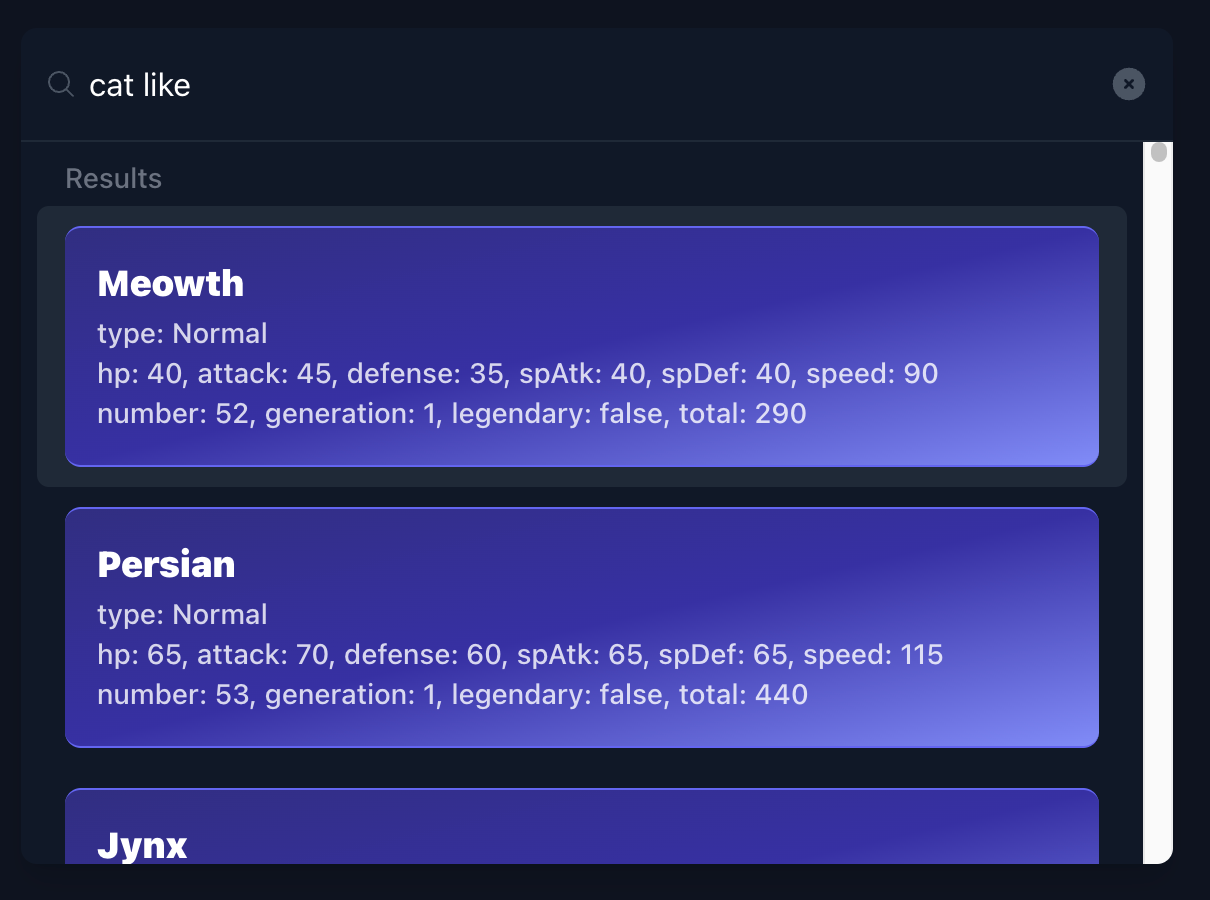 cat like
Results
Meowth
type: Normal
hp: 40, attack: 45, defense: 35, spAtk: 40, spDef: 40, speed: 90
number: 52, generation: 1, legendary: false, total: 290
Persian
type: Normal
hp: 65, attack: 70, defense: 60, spAtk: 65, spDef: 65, speed: 115
number: 53, generation: 1, legendary: false, total: 440
Jynx